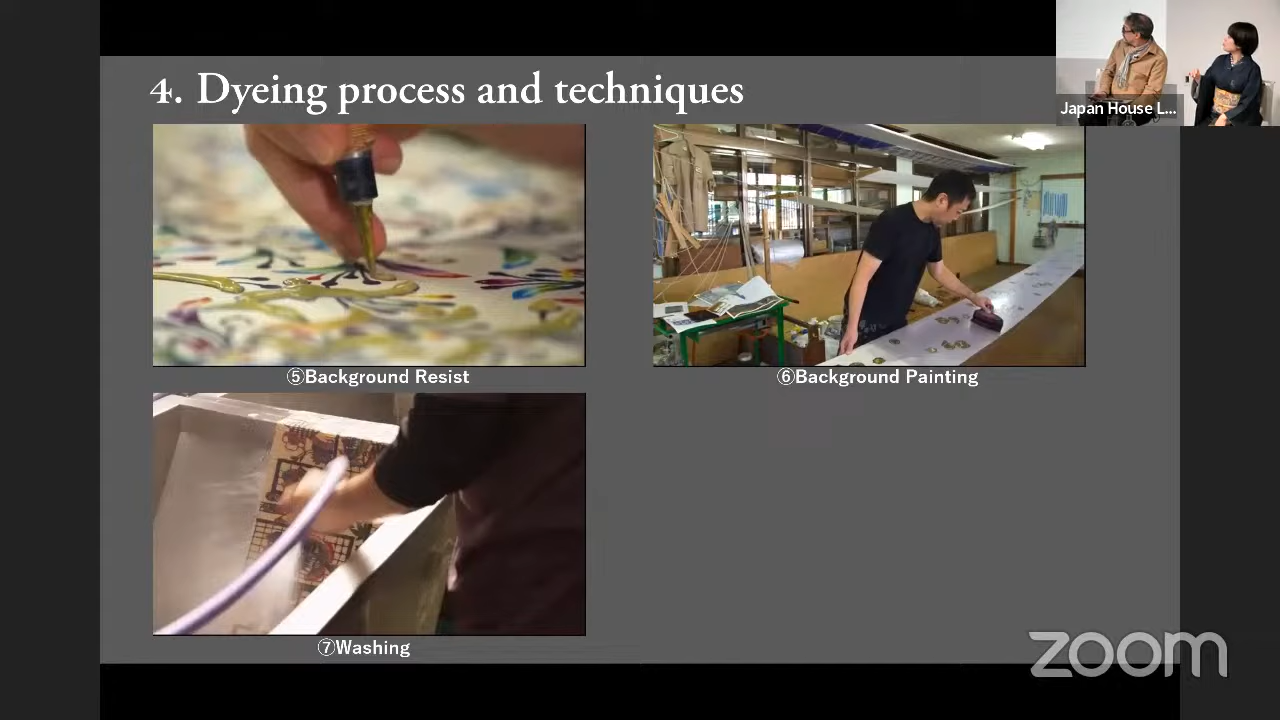 4. Dyeing process and techniques
Japan House L...
⑤Background Resist
⑥Background Painting
⑦Washing
zoom